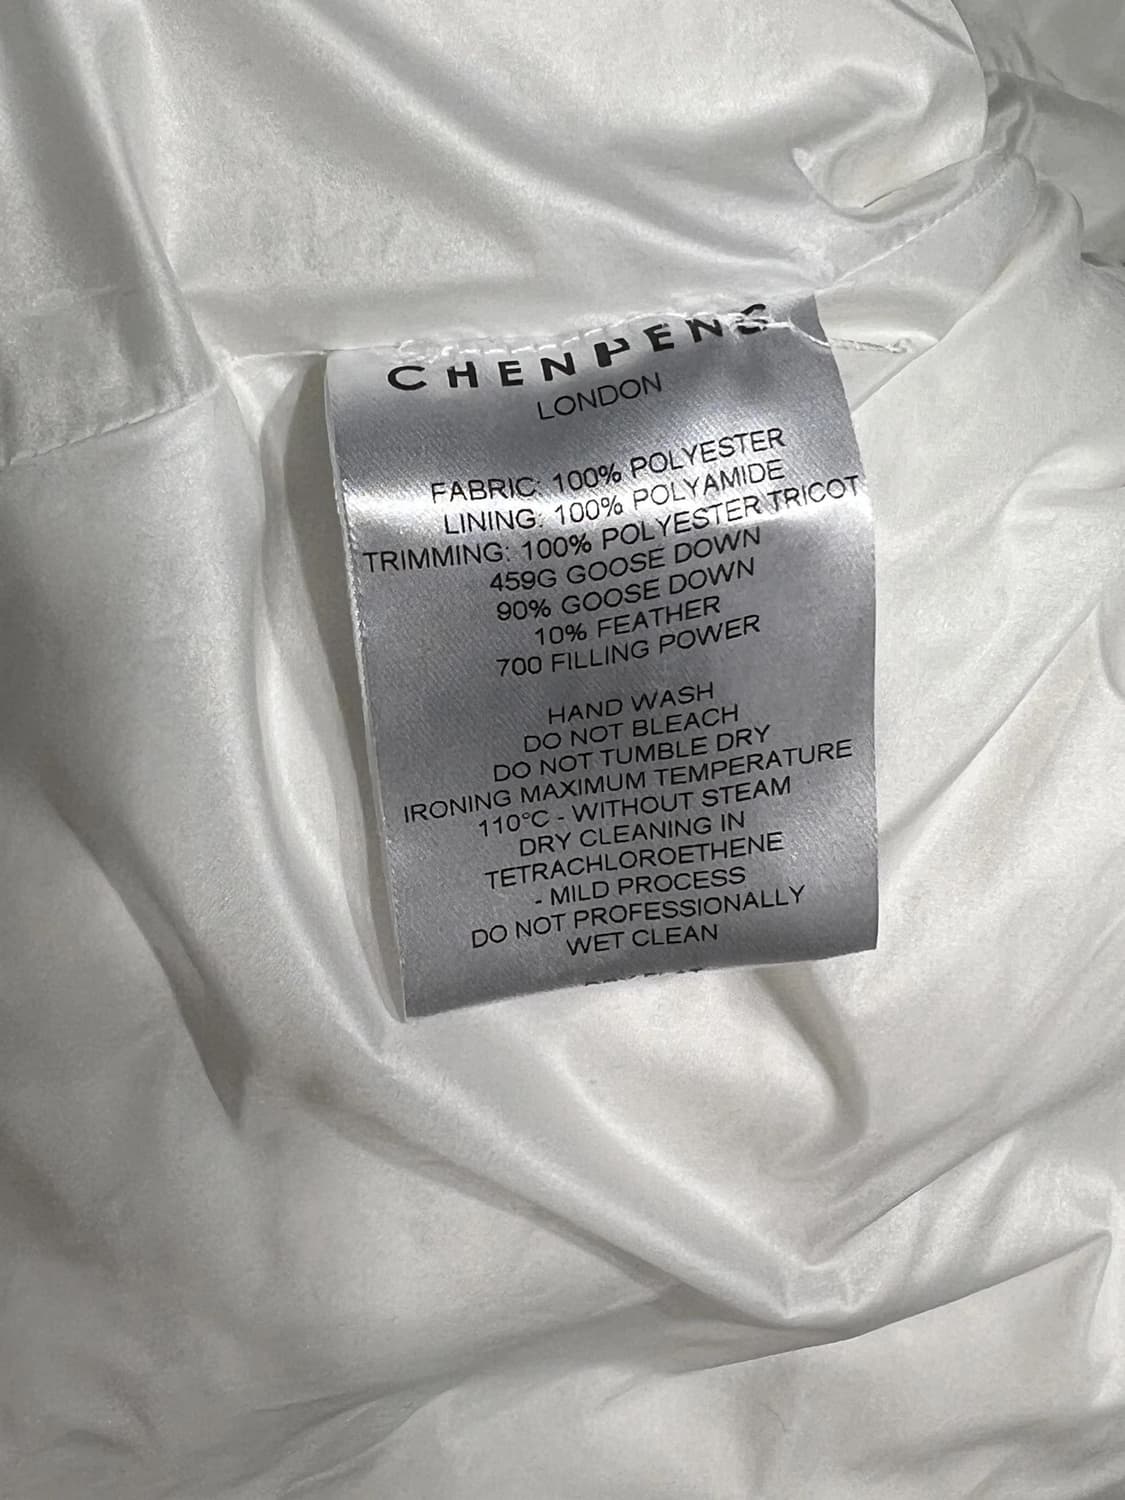 CHENPENG
LONDON
FABRIC: 100% POLYESTER
LINING: 100% POLYAMIDE
TRIMMING: 100% POLYESTER TRICOT
459G GOOSE DOWN
90% GOOSE DOWN
10% FEATHER
700 FILLING POWER
HAND WASH
DO NOT BLEACH
DO NOT TUMBLE DRY
IRONING MAXIMUM TEMPERATURE
110°C - WITHOUT STEAM
DRY CLEANING IN
TETRACHLOROETHENE
- MILD PROCESS
DO NOT PROFESSIONALLY
WET CLEAN